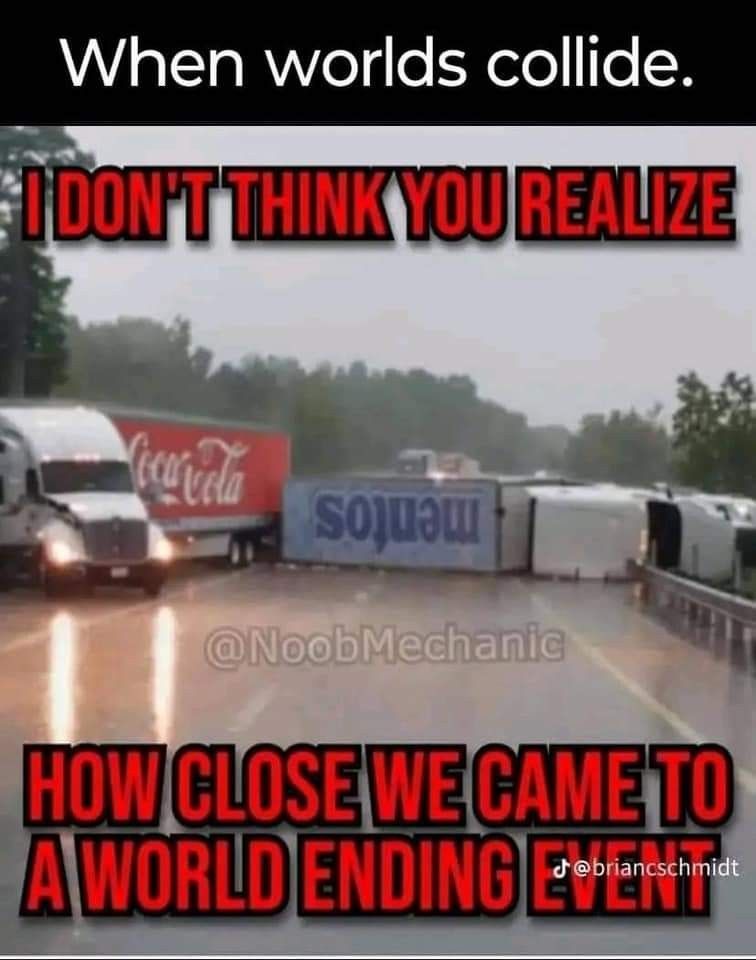 When worlds collide.
I DON'T THINK YOU REALIZE
Coca-Cola
mentos
@NoobMechanic
HOW CLOSE WE CAME TO
A WORLD ENDING EVENT
@briancschmidt